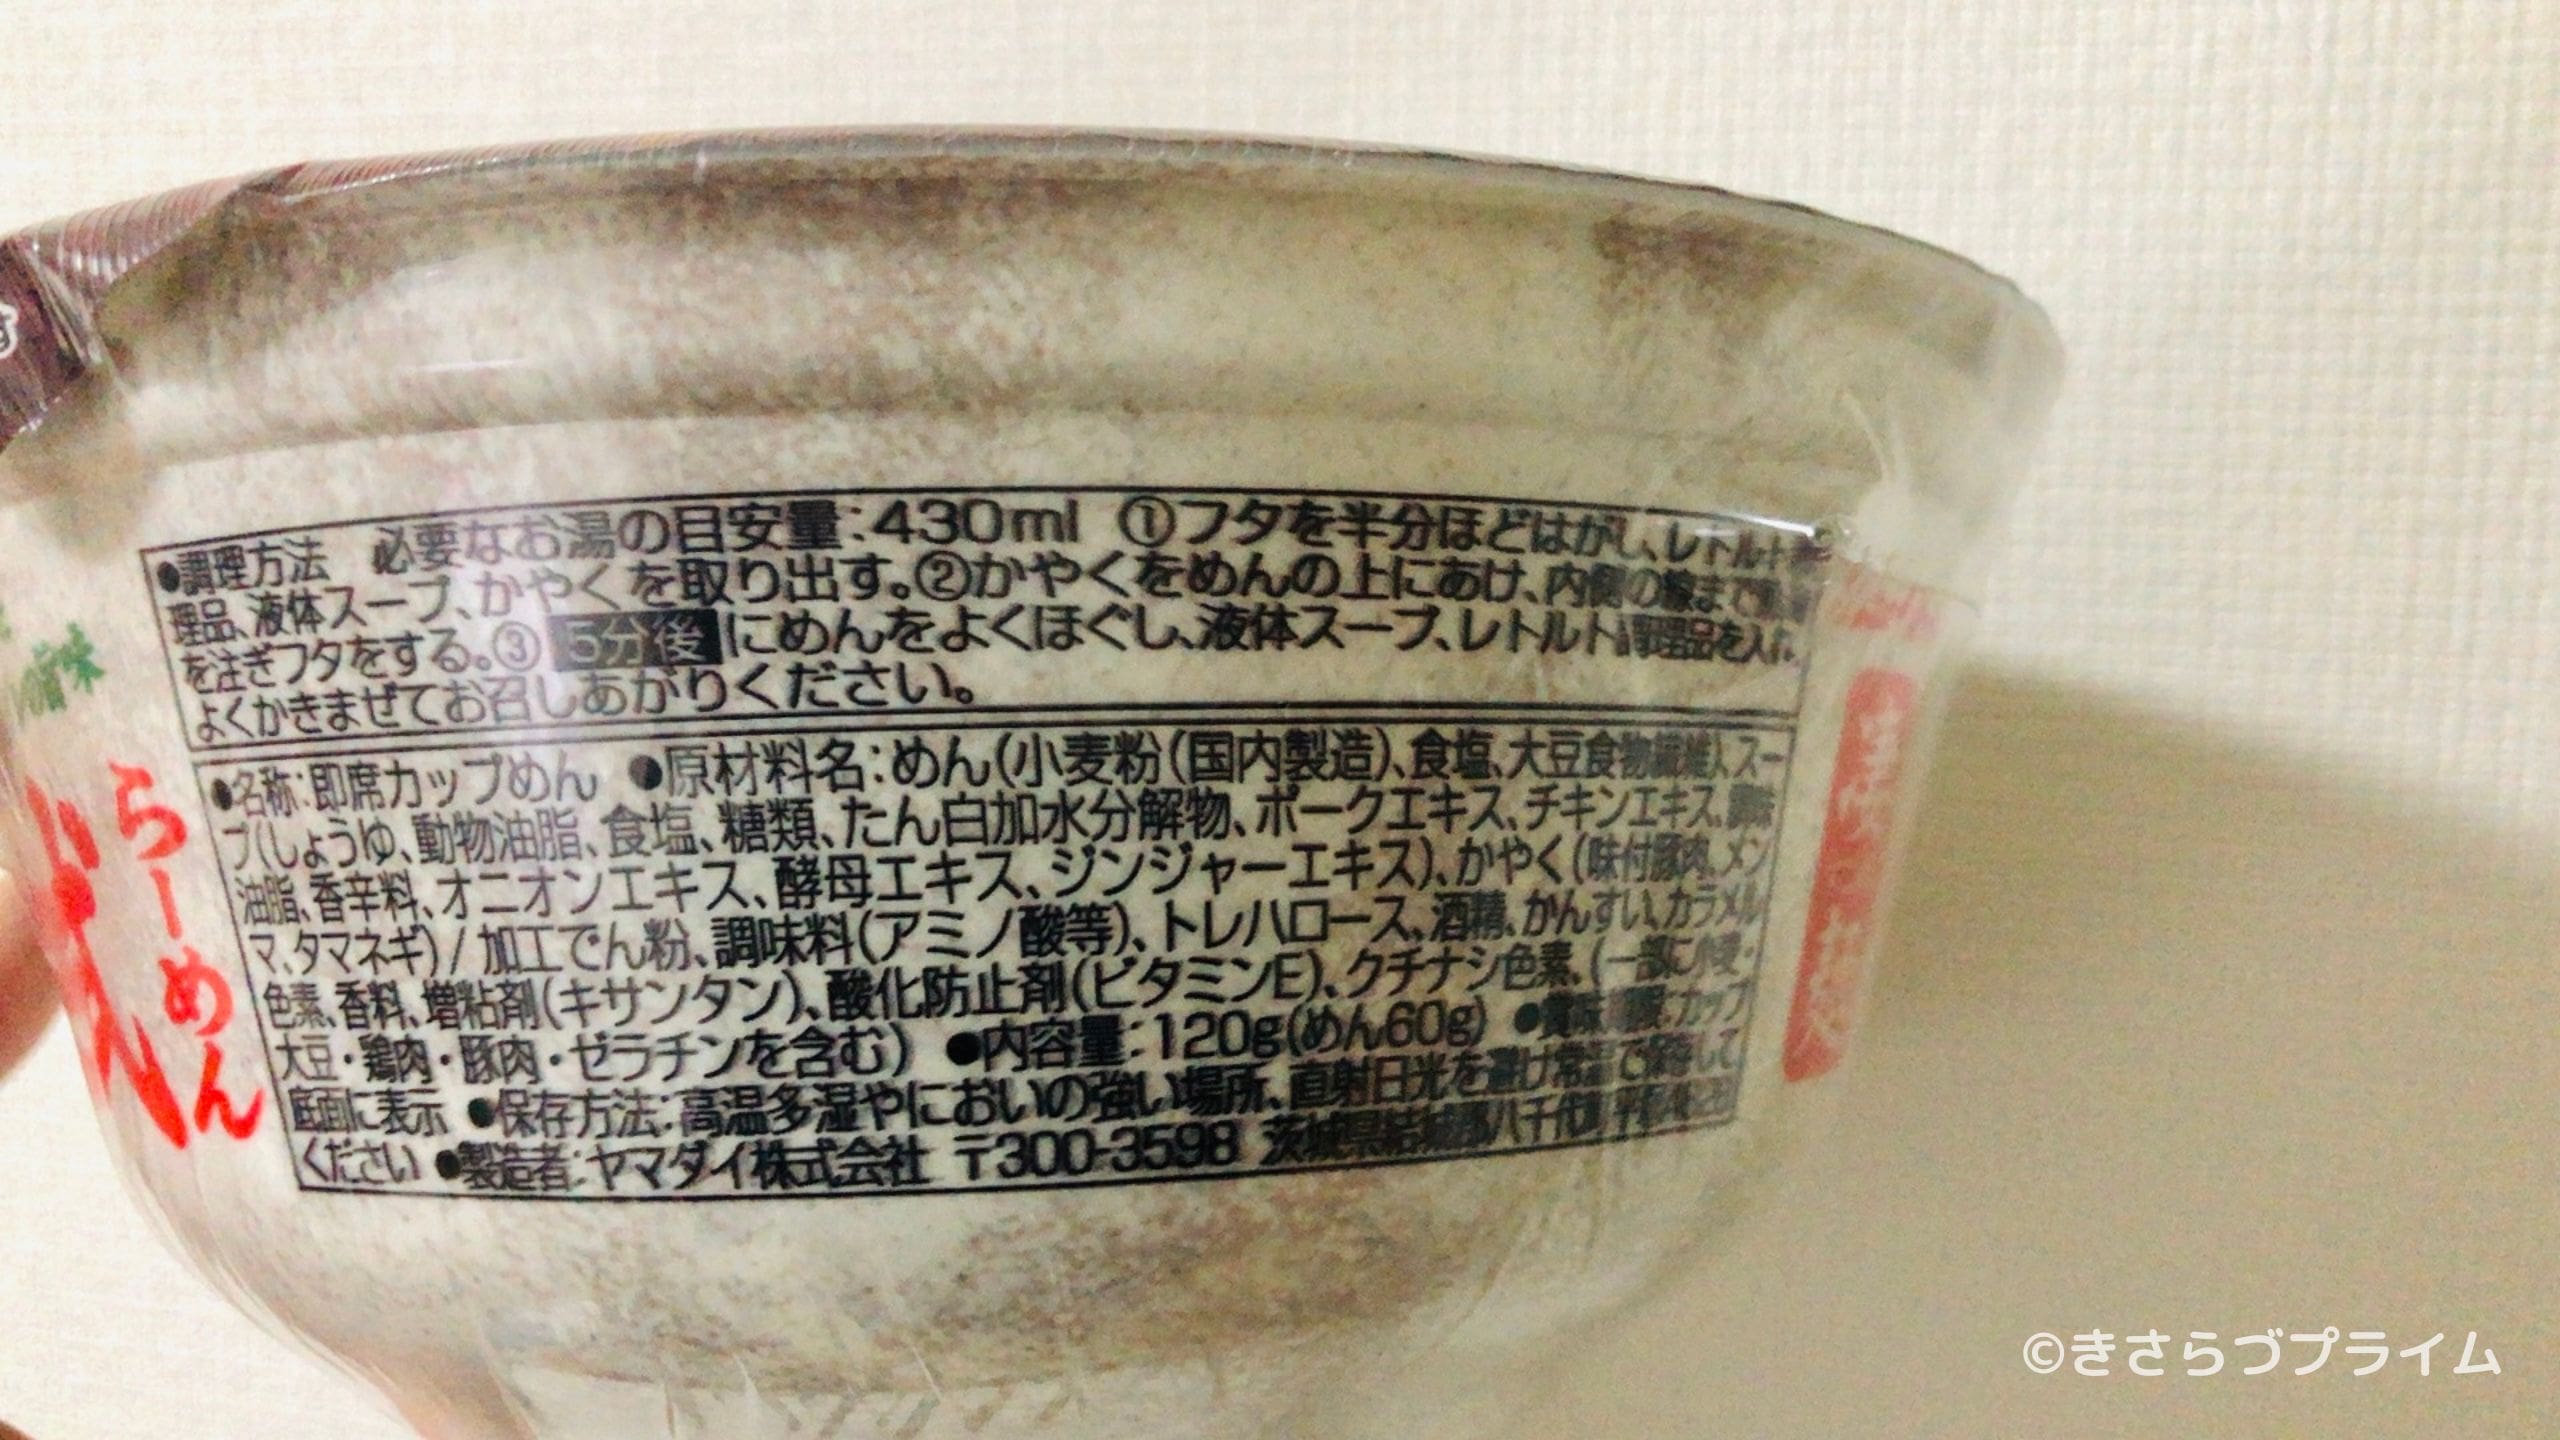 ●調理方法 必要なお湯の目安量:430ml ①フタを半分ほどはがし、レトルト調
理品、液体スープ、かやくを取り出す。②かやくをめんの上にあけ、内側の線まで
を注ぎフタをする。③5分後にめんをよくほぐし、液体スープ、レトルト調理品を入れ、
よくかきまぜてお召しあがりください。
●名称:即席カップめん ●原材料名:めん(小麦粉(国内製造)、食塩、大豆食物繊維)、スー
プ(しょうゆ、動物油脂、食塩、糖類、たん白加水分解物、ポークエキス、チキンエキス、調味
油脂、香辛料、オニオンエキス、酵母エキス、ジンジャーエキス)、かやく(味付豚肉、メン
マ、タマネギ)/加工でん粉、調味料(アミノ酸等)、トレハロース、酒精、かんすい、カラメル
色素、香料、増粘剤(キサンタン)、酸化防止剤(ビタミンE)、クチナシ色素、(一部に小麦・
大豆・鶏肉・豚肉・ゼラチンを含む) ●内容量:120g(めん60g) ●賞味期限:カップ
底面に表示 ●保存方法:高温多湿やにおいの強い場所、直射日光を避け常温で保存して
ください ●製造者:ヤマダイ株式会社 〒300-3598 茨城県結城郡八千代町
らーめん
©きさらづプライム